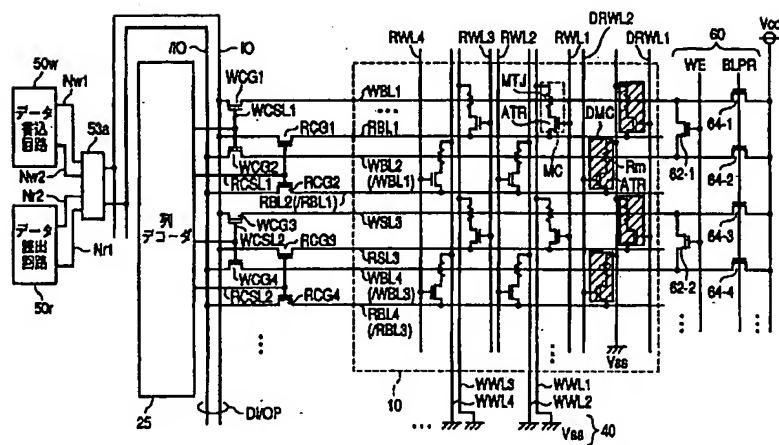 RWL4
RWL3
RWL2
RWL1
DRWL2
DRWL1
Vcc
60
WE
BLPR
/IO
IO
50w
Nw1
データ
書込
回路
53a
Nw2
Nr2
データ
読出
回路
Nr1
50r
列
デコーダ
25
WCG1
WCSL1
RCG1
WCG2
RCSL1
RCG2
RBL2(/RBL1)
WCG3
WCSL2
RCG3
WCG4
RCSL2
RCG4
WBL1
RBL1
WBL2
(/WBL1)
WSL3
RSL3
WBL4
(/WBL3)
RBL4
(/RBL3)
MTJ
ATR
MC
DMC
Rm
ATR
62-1
62-2
64-1
64-2
64-3
64-4
Vss
10
DI/OP
WWL3
WWL4
WWL1
WWL2
Vss
40